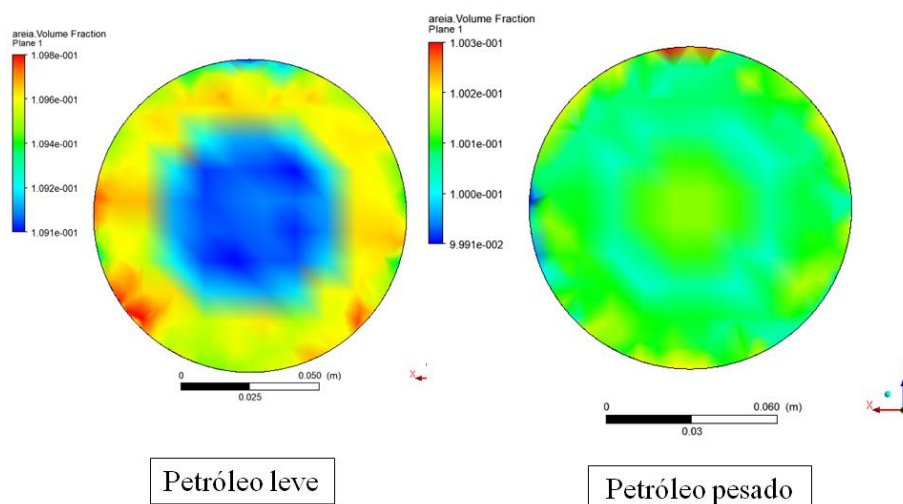 areia.Volume Fraction
Plane 1
1.098e-001
1.096e-001
1.094e-001
1.092e-001
1.091e-001
0
0.050 (m)
0.025
X
Petróleo leve
areia.Volume Fraction
Plane 1
1.003e-001
1.002e-001
1.001e-001
1.000e-001
9.991e-002
0
0.060 (m)
0.03
X
Petróleo pesado